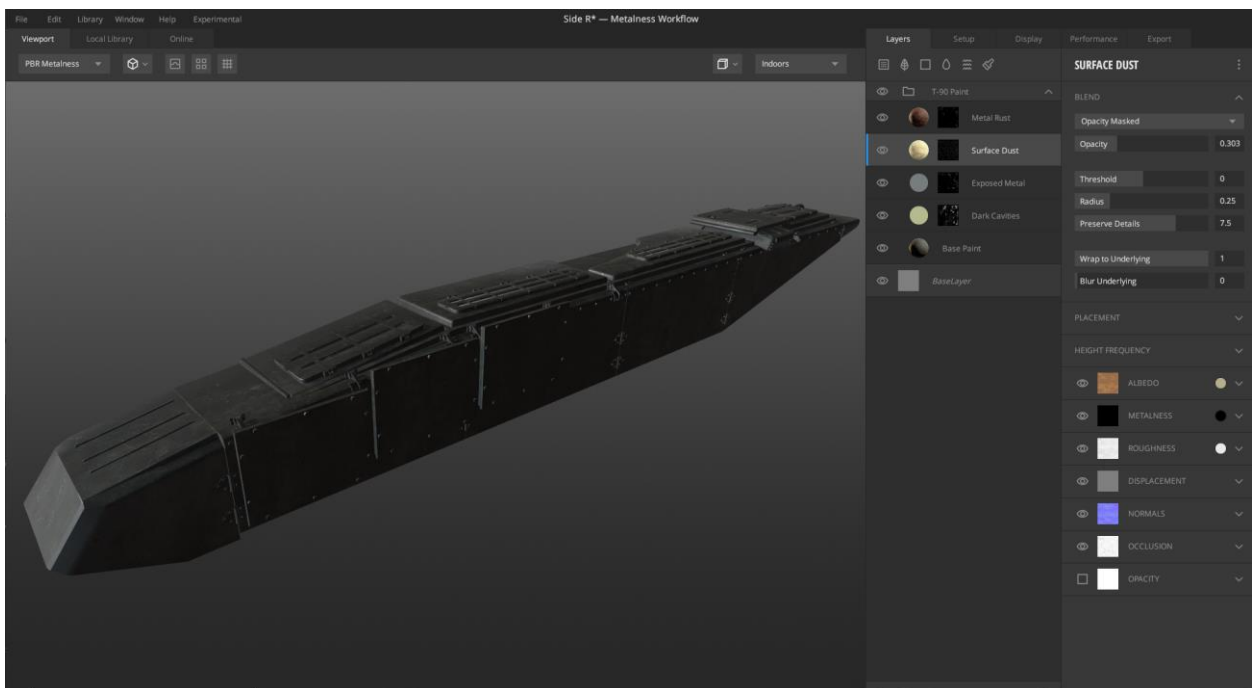 File Edit Library Window Help Experimental
Side R* — Metalness Workflow
Viewport Local Library Online
PBR Metalness
Indoors
Layers Setup Display
T-90 Paint
Metal Rust
Surface Dust
Exposed Metal
Dark Cavities
Base Paint
BaseLayer
Performance Export
SURFACE DUST
BLEND
Opacity Masked
Opacity 0.303
Threshold 0
Radius 0.25
Preserve Details 7.5
Wrap to Underlying 1
Blur Underlying 0
PLACEMENT
HEIGHT FREQUENCY
ALBEDO
METALNESS
ROUGHNESS
DISPLACEMENT
NORMALS
OCCLUSION
OPACITY